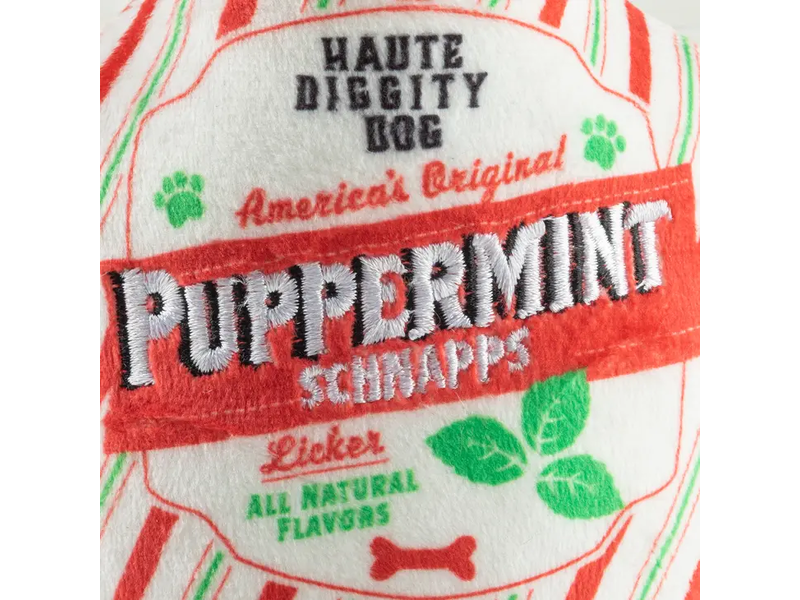 HAUTE
DIGGITY
DOG
America's Original
PUPPERMINT
SCHNAPPS
Licker
ALL NATURAL
FLAVORS